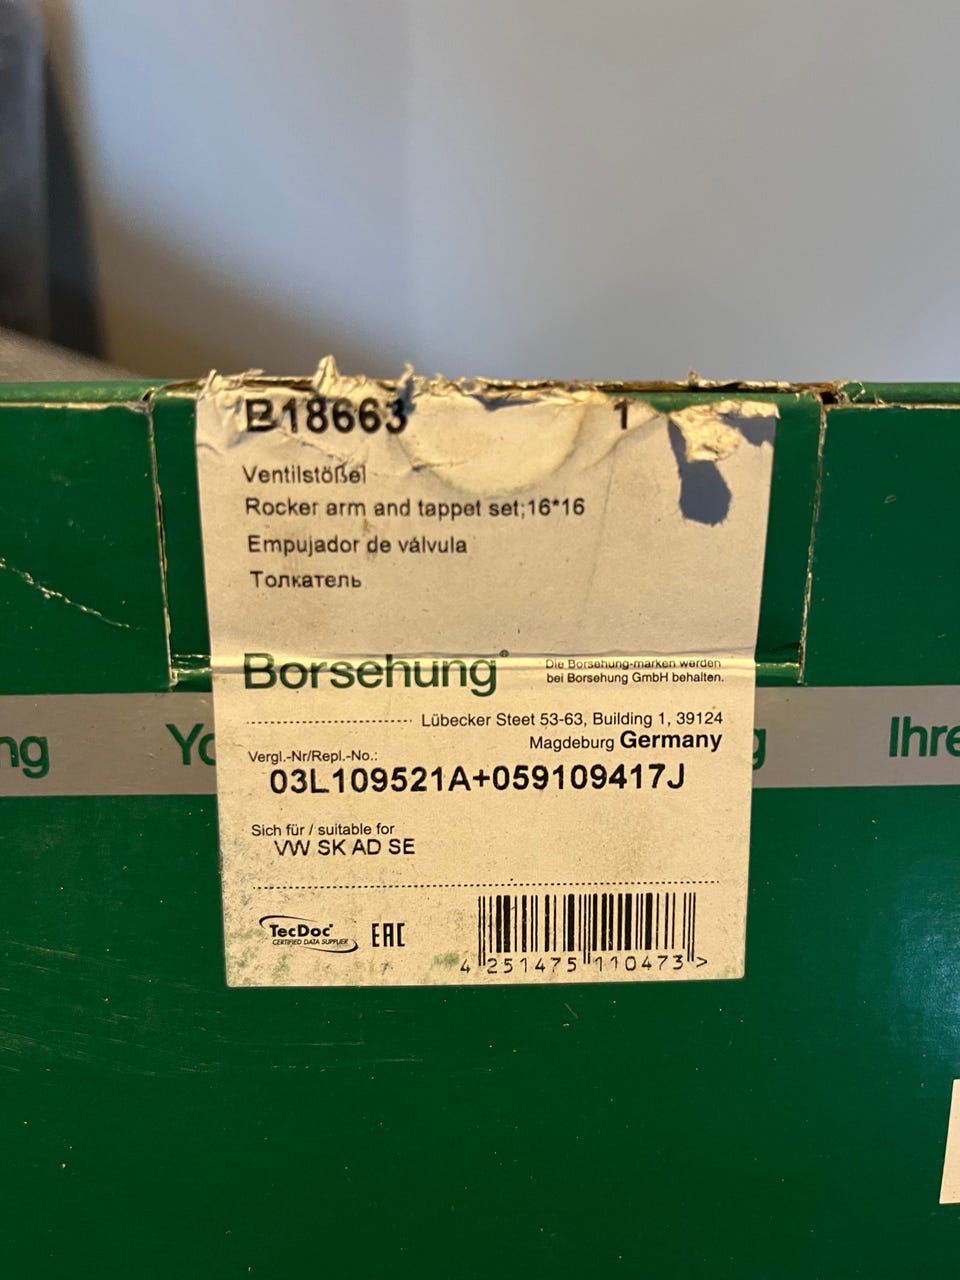 B18663 1
Ventilstößel
Rocker arm and tappet set;16*16
Empujador de válvula
Толкатель
Borsehung®
Die Borsehung-marken werden
bei Borsehung GmbH behalten.
Lübecker Steet 53-63, Building 1, 39124
Magdeburg Germany
Vergl.-Nr/Repl.-No.:
03L109521A+059109417J
Sich für / suitable for
VW SK AD SE
TecDoc®
CERTIFIED DATA SUPPLIER
EAC
4 251475 110473 >
ng
Yo
g
Ihre